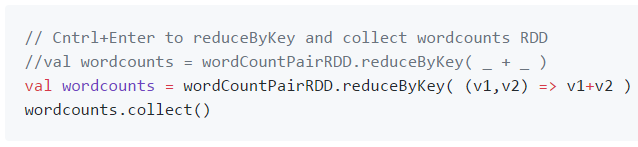 // Cntrl+Enter to reduceByKey and collect wordcounts RDD
//val wordcounts = wordCountPairRDD.reduceByKey( _ + _ )
val wordcounts = wordCountPairRDD.reduceByKey( (v1,v2) => v1+v2 )
wordcounts.collect()